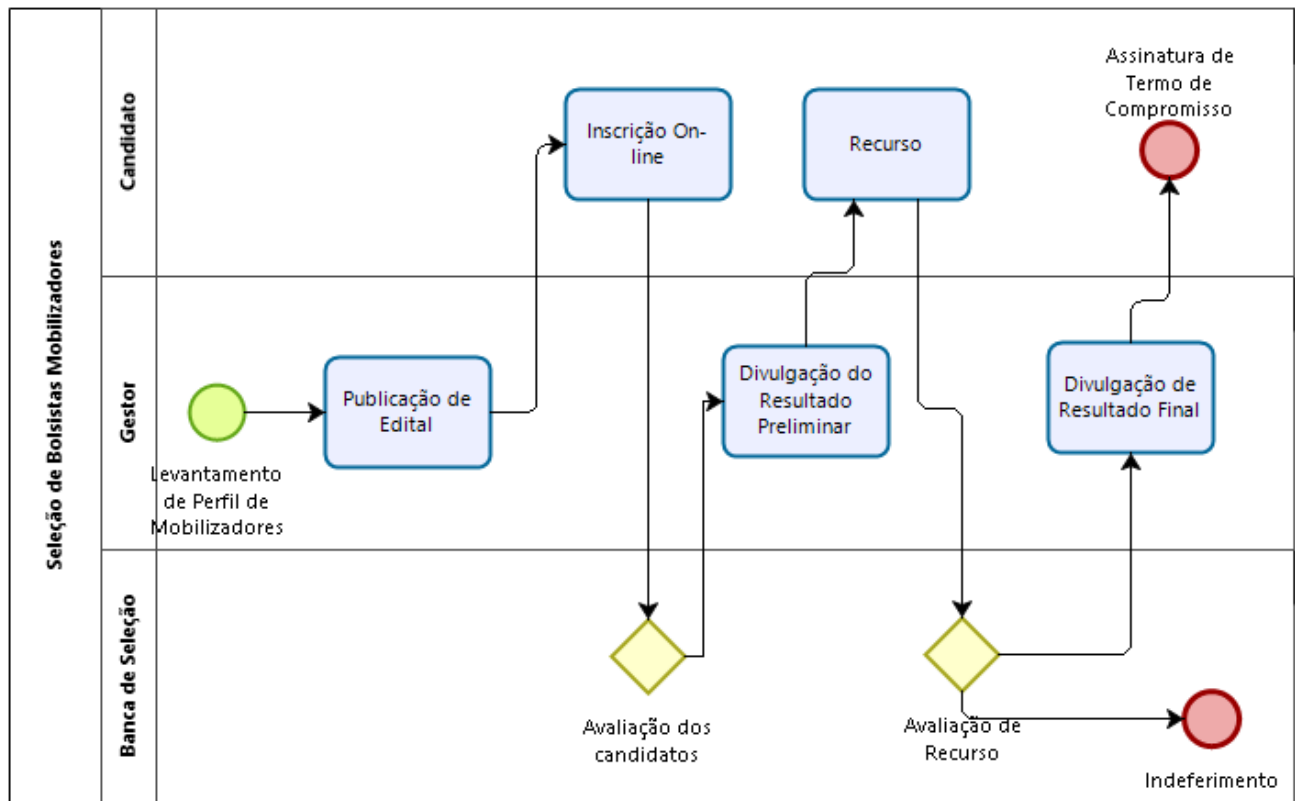 Seleção de Bolsistas Mobilizadores
Candidato
Inscrição On-
line
Recurso
Assinatura de
Termo de
Compromisso
Gestor
Levantamento
de Perfil de
Mobilizadores
Publicação de
Edital
Divulgação do
Resultado
Preliminar
Divulgação de
Resultado Final
Banca de Seleção
Avaliação dos
candidatos
Avaliação de
Recurso
Indeferimento